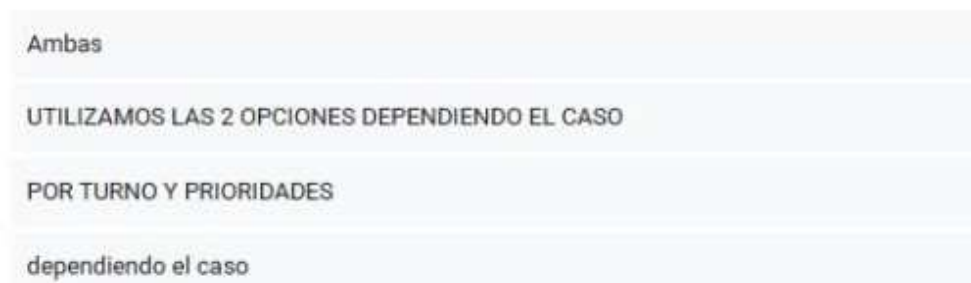 Ambas
UTILIZAMOS LAS 2 OPCIONES DEPENDIENDO EL CASO
POR TURNO Y PRIORIDADES
dependiendo el caso